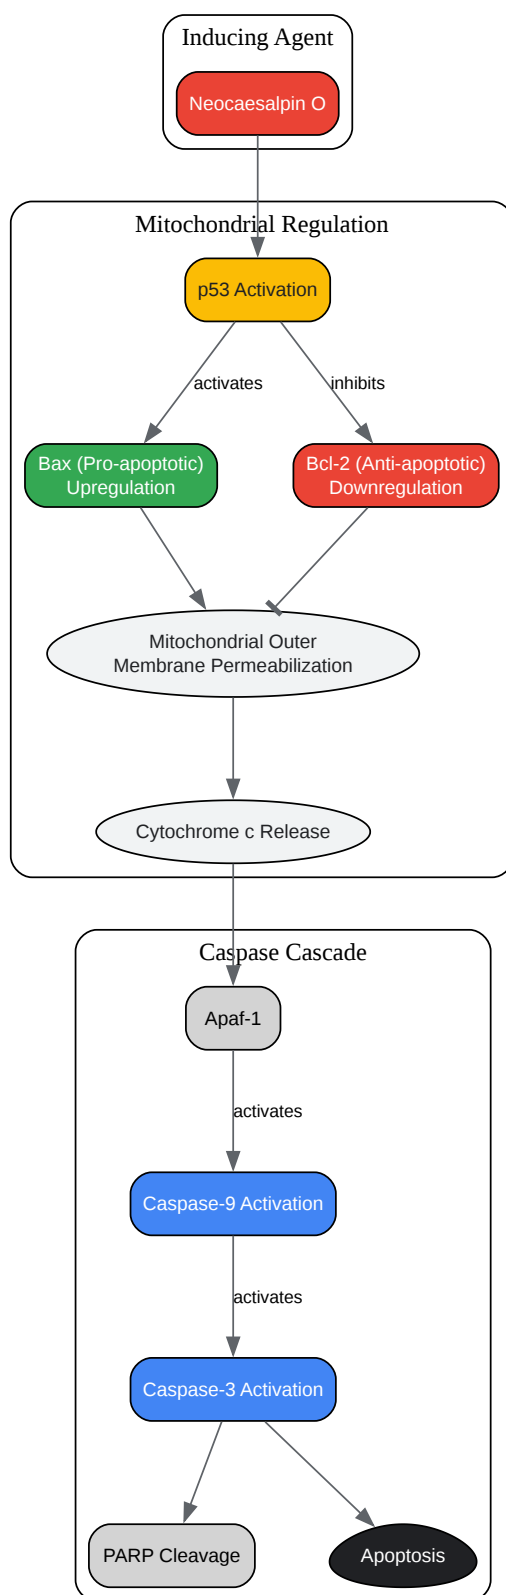 Inducing Agent
Neocaesalpin O
Mitochondrial Regulation
p53 Activation
activates
inhibits
Bax (Pro-apoptotic)
Upregulation
Bcl-2 (Anti-apoptotic)
Downregulation
Mitochondrial Outer
Membrane Permeabilization
Cytochrome c Release
Caspase Cascade
Apaf-1
activates
Caspase-9 Activation
activates
Caspase-3 Activation
PARP Cleavage
Apoptosis